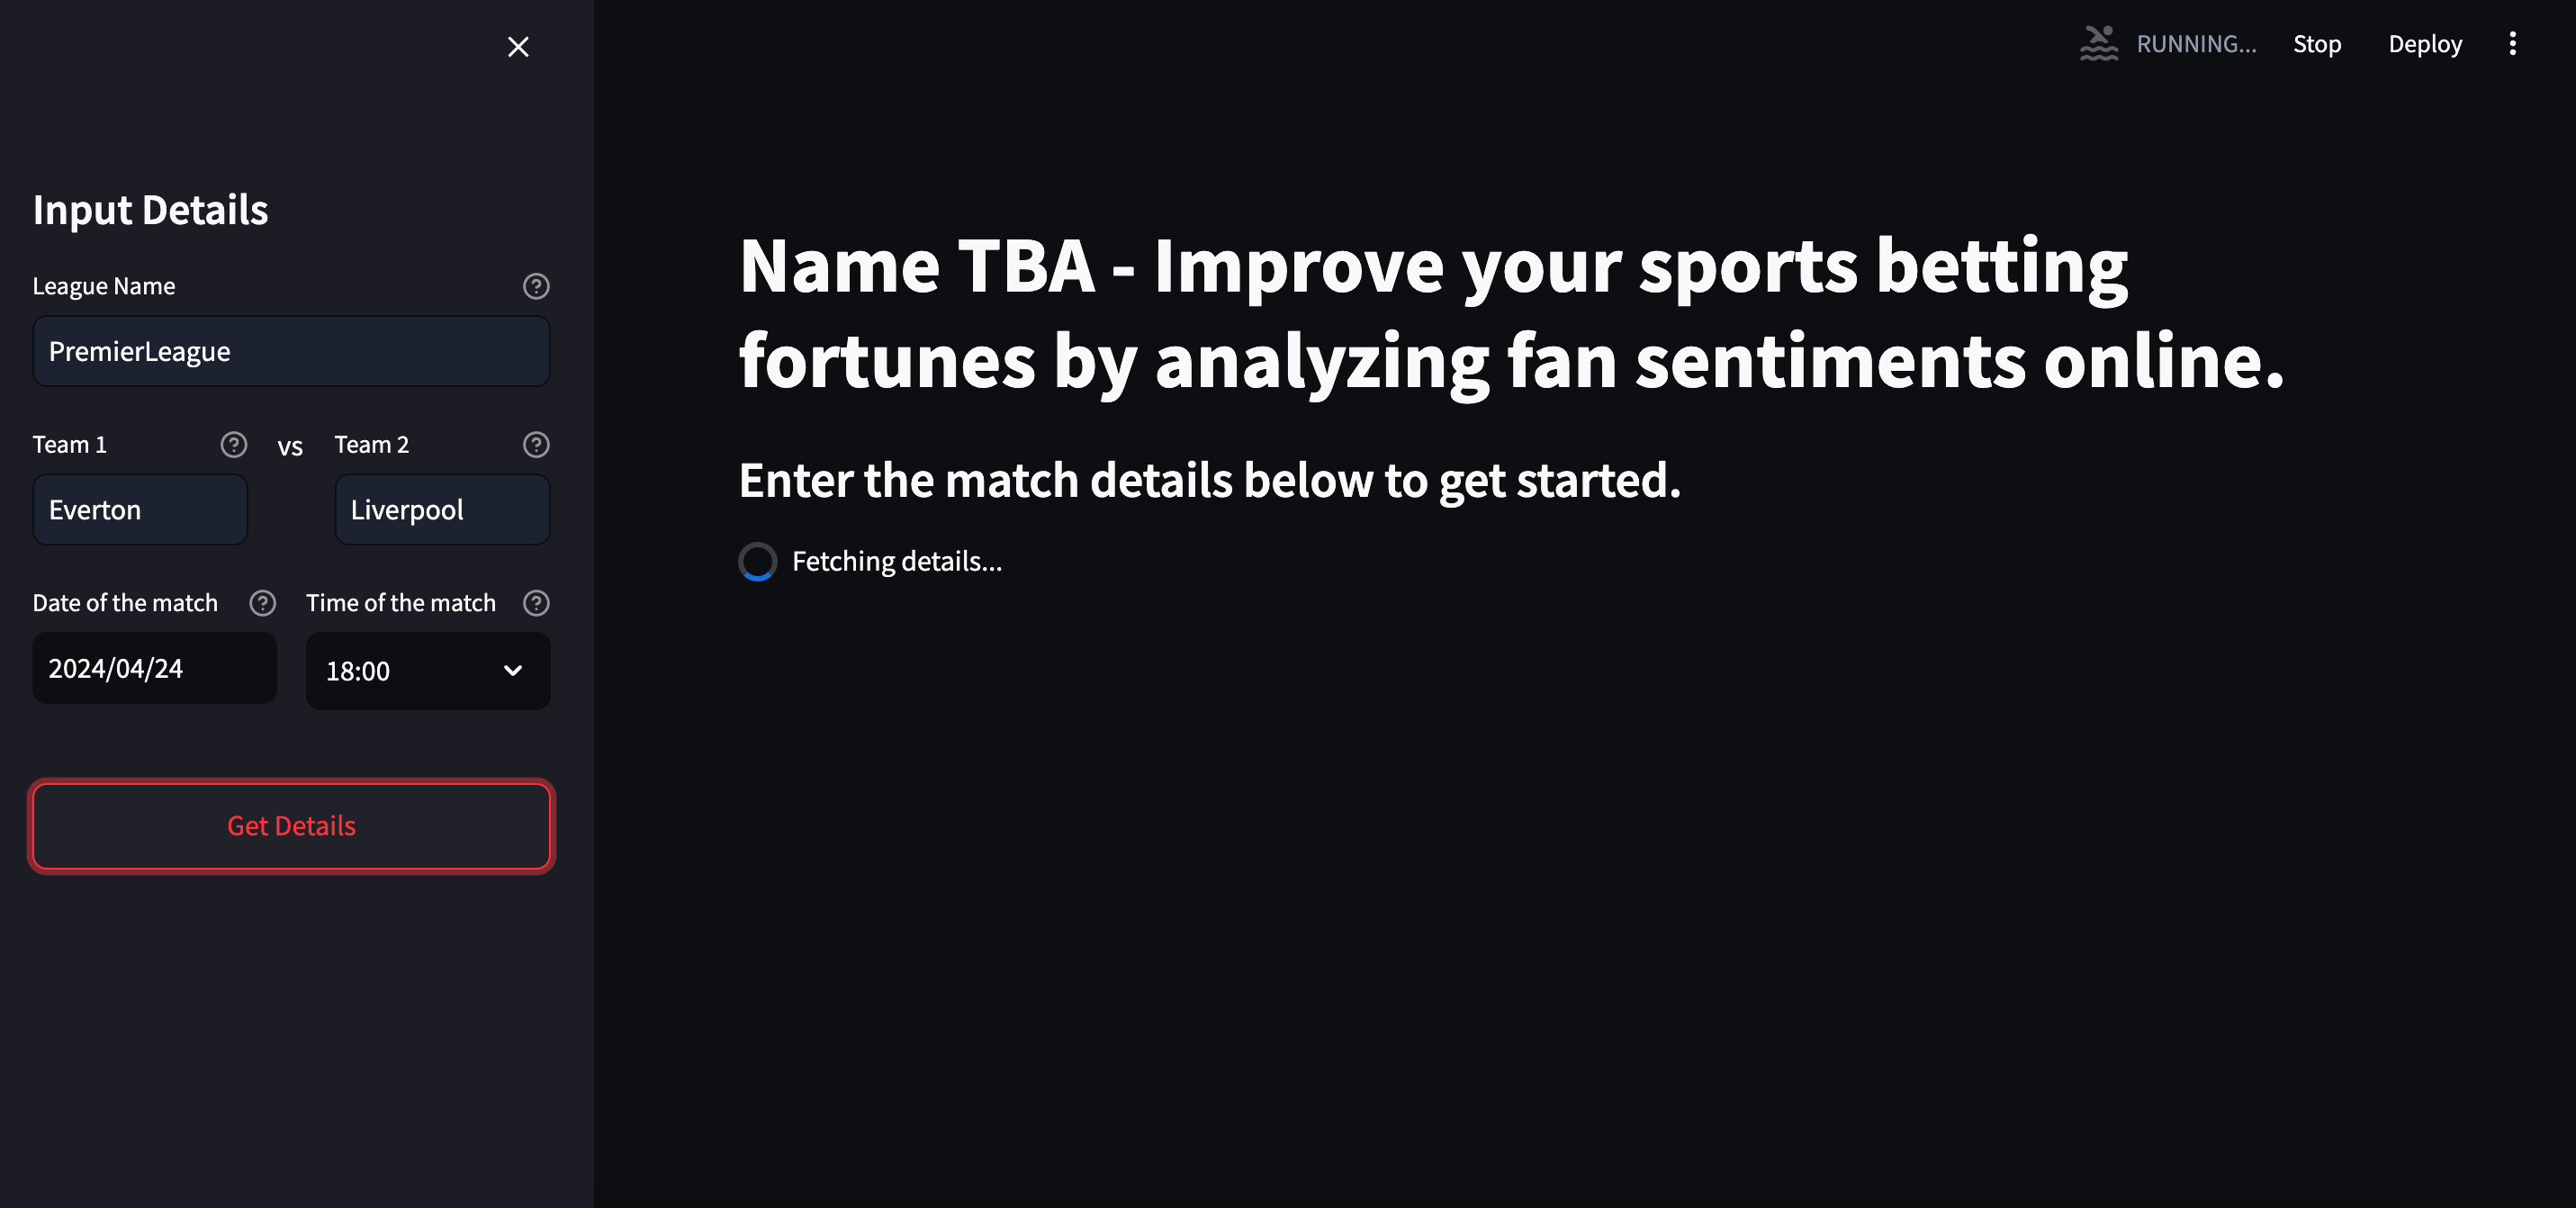 RUNNING...
Stop
Deploy
Input Details
League Name
PremierLeague
Team 1
vs
Team 2
Everton
Liverpool
Date of the match
Time of the match
2024/04/24
18:00
Get Details
Name TBA - Improve your sports betting
fortunes by analyzing fan sentiments online.
Enter the match details below to get started.
Fetching details...